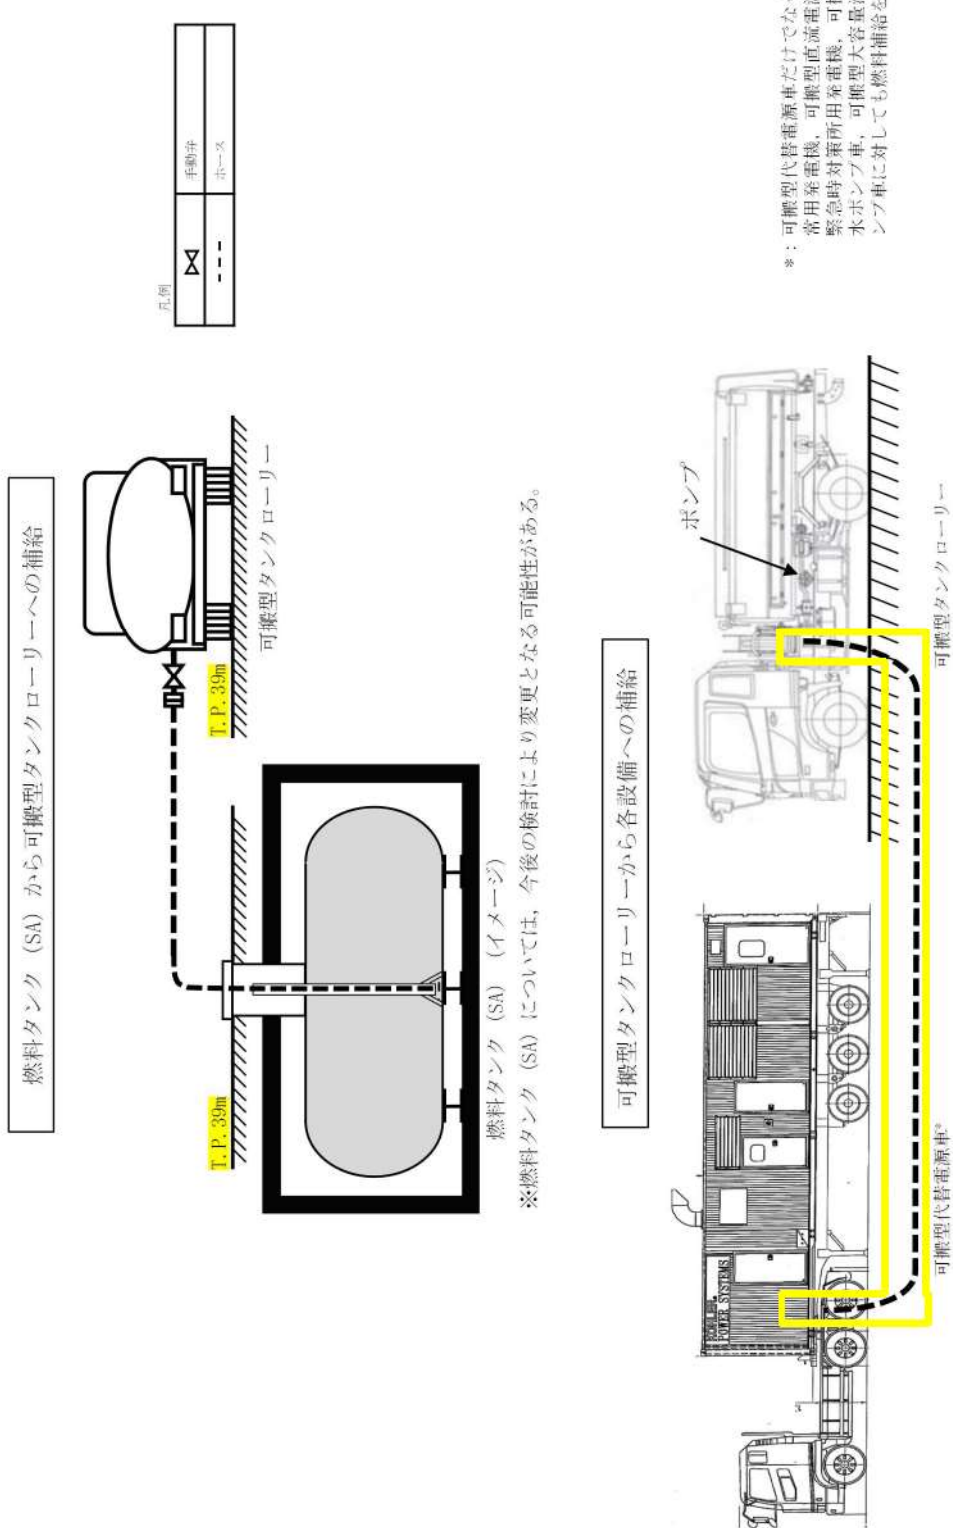 燃料タンク（SA）から可搬型タンクローリーへの補給
凡例
手動弁
ホース
T.P.39m
T.P.39m
可搬型タンクローリー
燃料タンク（SA）（イメージ）
※燃料タンク（SA）については，今後の検討により変更となる可能性がある。
可搬型タンクローリーから各設備への補給
ポンプ
KOHLER
POWER SYSTEMS
可搬型代替電源車*
可搬型タンクローリー
*：可搬型代替電源車だけでな
常用発電機，可搬型直流電
緊急時対策所用発電機，可
水ポンプ車，可搬型大容量
ンプ車に対しても燃料補給を